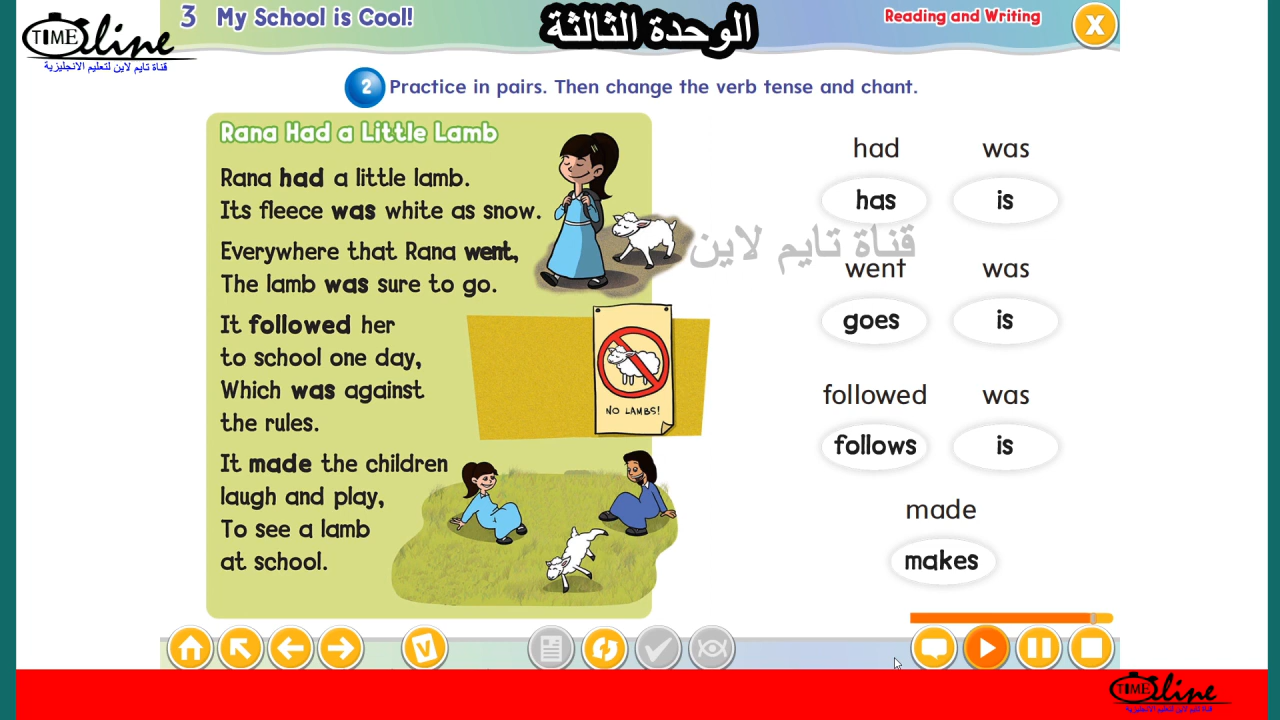 3 My School is Cool!
الوحدة الثالثة
Reading and Writing
X
TIME line
قناة تايم لاين لتعليم الانجليزية
2 Practice in pairs. Then change the verb tense and chant.
Rana Had a Little Lamb
Rana had a little lamb.
Its fleece was white as snow.
Everywhere that Rana went,
The lamb was sure to go.
It followed her
to school one day,
Which was against
the rules.
It made the children
laugh and play,
To see a lamb
at school.
NO LAMBS!
had was
has is
قناة تايم لاين
went was
goes is
followed was
follows is
made
makes
V
TIME line
قناة تايم لاين لتعليم الانجليزية